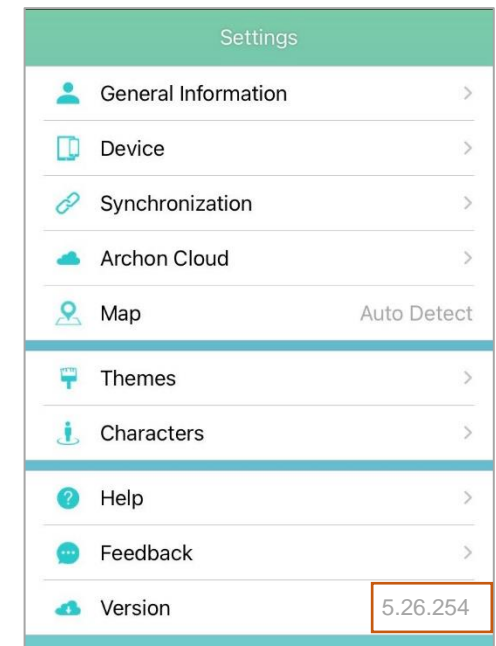 Settings
General Information
Device
Synchronization
Archon Cloud
Map Auto Detect
Themes
Characters
Help
Feedback
Version 5.26.254